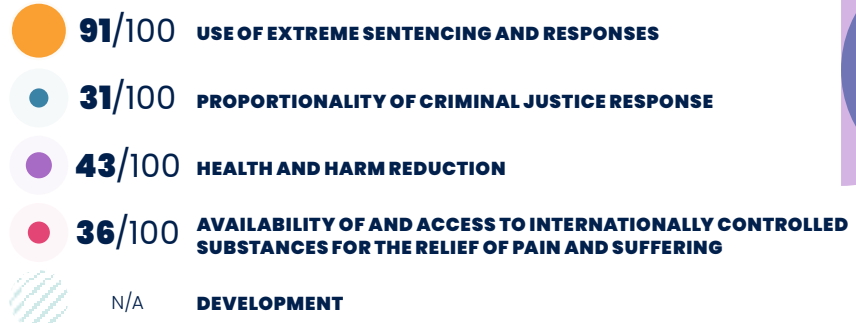 91/100 USE OF EXTREME SENTENCING AND RESPONSES
31/100 PROPORTIONALITY OF CRIMINAL JUSTICE RESPONSE
43/100 HEALTH AND HARM REDUCTION
36/100 AVAILABILITY OF AND ACCESS TO INTERNATIONALLY CONTROLLED
SUBSTANCES FOR THE RELIEF OF PAIN AND SUFFERING
N/A DEVELOPMENT